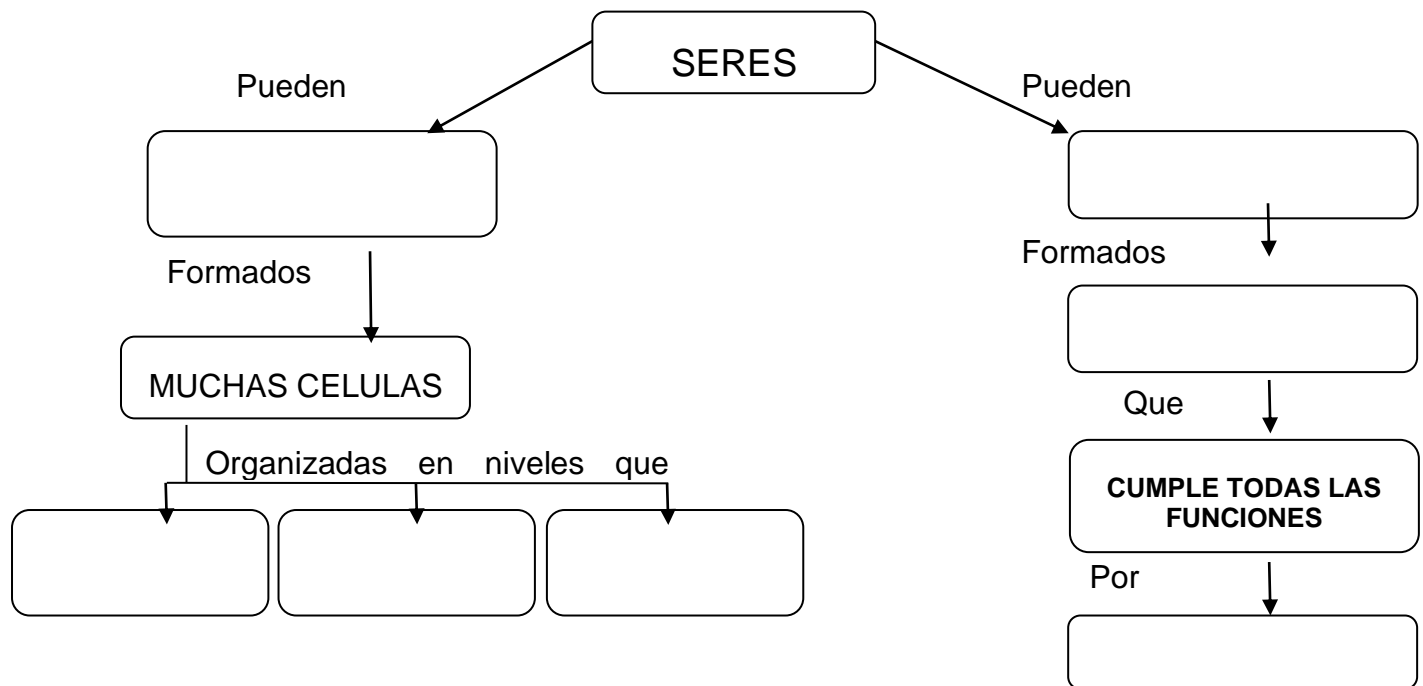 SERES
Pueden
Pueden
Formados
Formados
MUCHAS CELULAS
Que
Organizadas en niveles que
CUMPLE TODAS LAS
FUNCIONES
Por